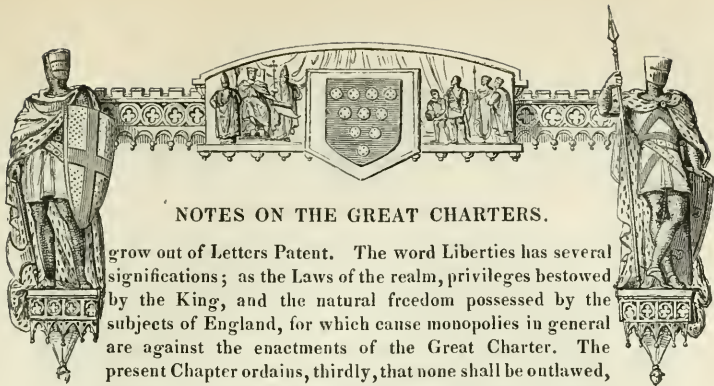 NOTES ON THE GREAT CHARTERS.
grow out of Letters Patent. The word Liberties has several
significations; as the Laws of the realm, privileges bestowed
by the King, and the natural freedom possessed by the
subjects of England, for which cause monopolies in general
are against the enactments of the Great Charter. The
present Chapter ordains, thirdly, that none shall be outlawed,